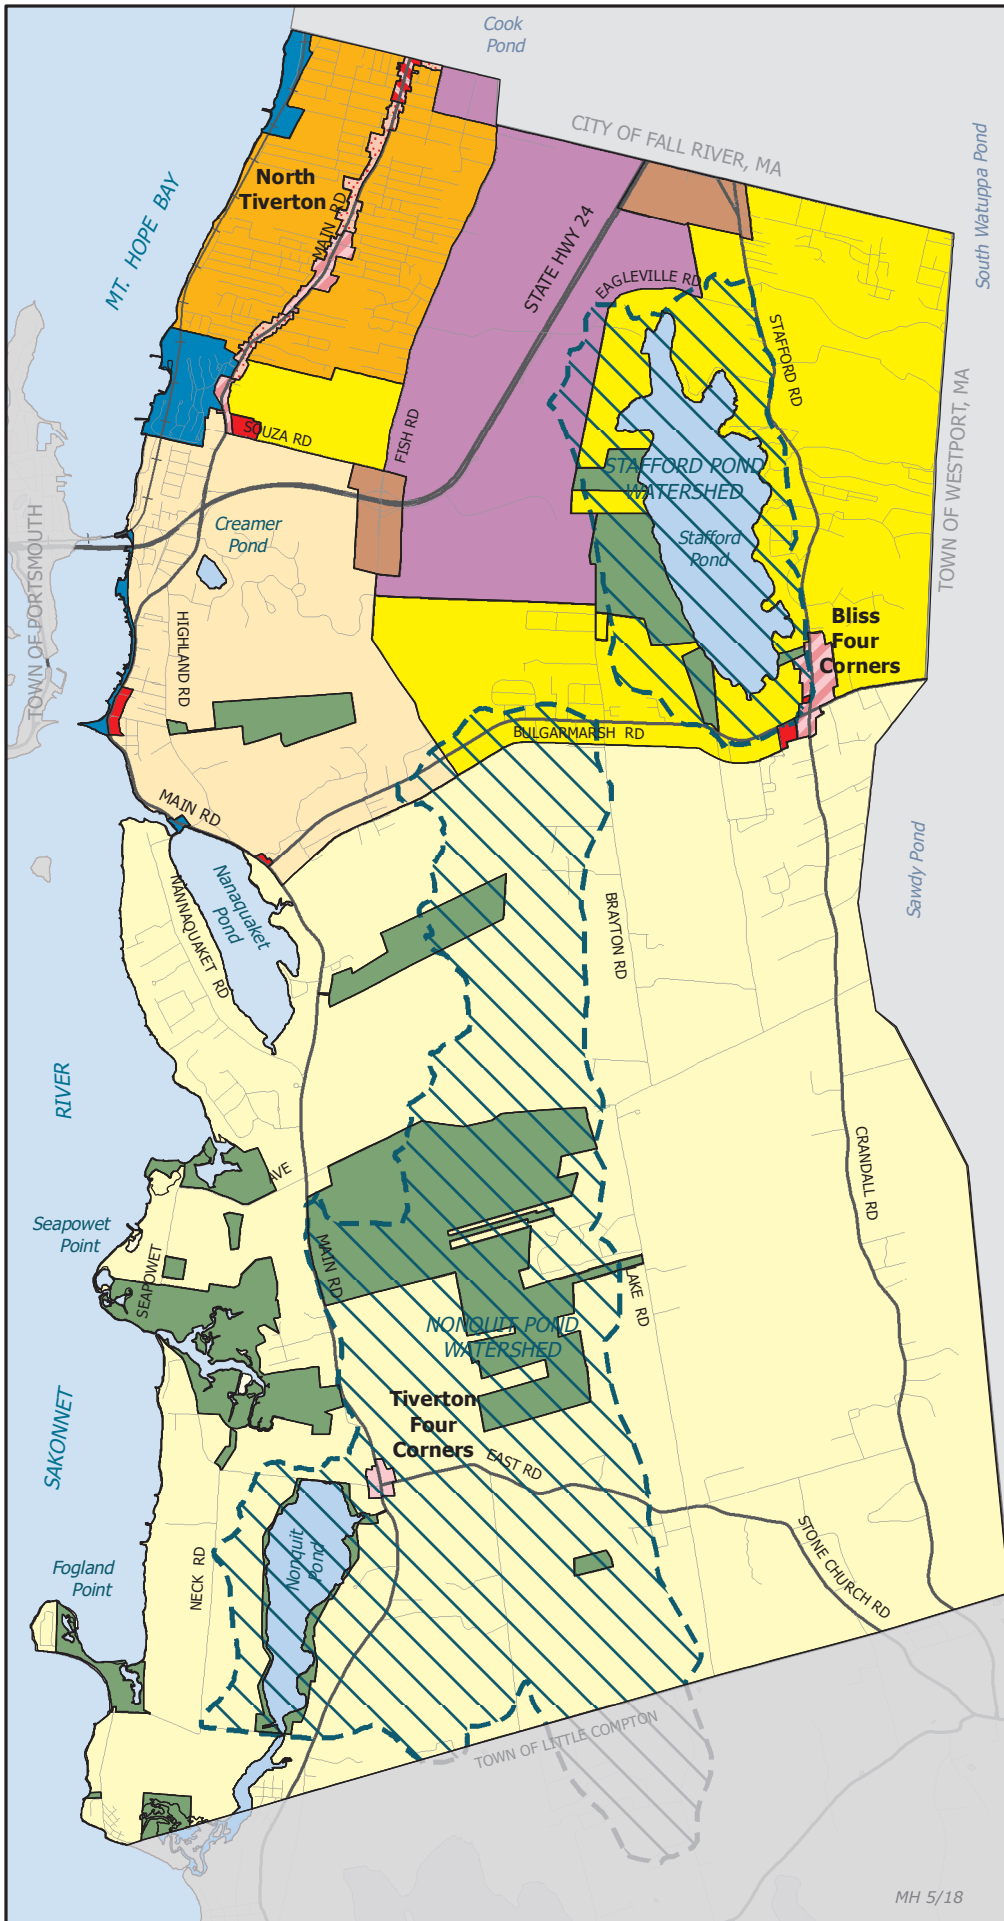 Cook
Pond
CITY OF FALL RIVER, MA
South Watuppa Pond
North
Tiverton
MAIN RD
MT. HOPE BAY
STATE HWY 24
EAGLEVILLE RD
STAFFORD RD
TOWN OF WESTPORT, MA
SOUZA RD
FISH RD
STAFFORD POND
WATERSHED
Stafford
Pond
Creamer
Pond
TOWN OF PORTSMOUTH
HIGHLAND RD
Bliss
Four
Corners
BULGARMARSH RD
MAIN RD
Nanaquaket
Pond
NANNAQUAKET RD
BRAYTON RD
Sawdy Pond
RIVER
CRANDALL RD
AVE
Seapowet
Point
SEAPOWET
MAIN RD
LAKE RD
NONQUIT POND
WATERSHED
Tiverton
Four
Corners
SAKONNET
EAST RD
STONE CHURCH RD
Nonquit
Pond
NECK RD
Fogland
Point
TOWN OF LITTLE COMPTON
MH 5/18